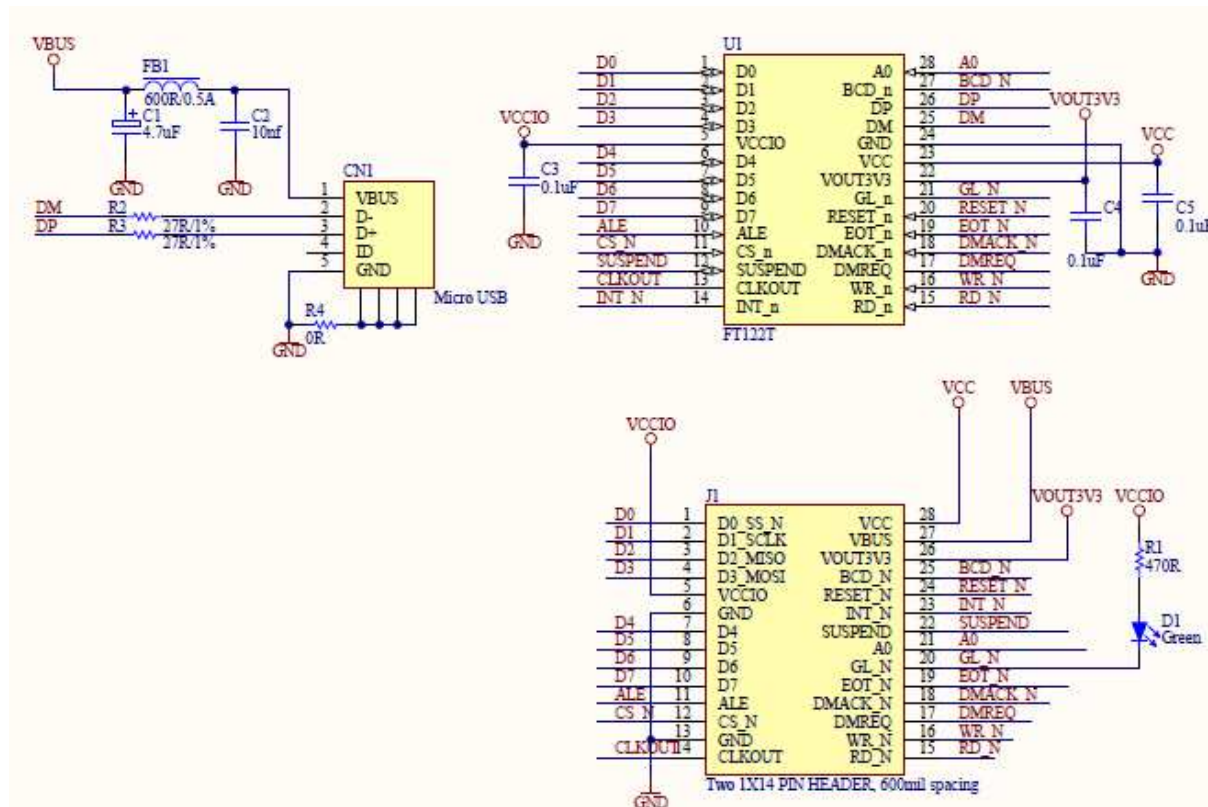 VBUS
FB1
600R/0.5A
C1
4.7uF
C2
10nf
GND
GND
CN1
1 VBUS
DM R2 27R/1% 2 D-
DP R3 27R/1% 3 D+
4 ID
5 GND
R4
0R
GND
Micro USB
U1
D0 1 D0
D1 2 D1
D2 3 D2
D3 4 D3
VCCIO
C3
0.1uF
GND
5 VCCIO
D4 6 D4
D5 7 D5
D6 8 D6
D7 9 D7
ALE 10 ALE
CS_N 11 CS_n
SUSPEND 12 SUSPEND
CLKOUT 13 CLKOUT
INT_N 14 INT_n
A0 28 A0
BCD_n 27 BCD_N
DP 26 DP
DM 25 DM
GND 24
VCC 23
VOUT3V3 22
GL_n 21 GL_N
RESET_n 20 RESET_N
EOT_n 19 EOT_N
DMACK_n 18 DMACK_N
DMREQ 17 DMREQ
WR_n 16 WR_N
RD_n 15 RD_N
FT122T
VOUT3V3
VCC
C4
0.1uF
C5
0.1uF
GND
VCC
VBUS
VCCIO
VOUT3V3
VCCIO
J1
D0 1 D0_SS_N
D1 2 D1_SCLK
D2 3 D2_MISO
D3 4 D3_MOSI
5 VCCIO
6 GND
D4 7 D4
D5 8 D5
D6 9 D6
D7 10 D7
ALE 11 ALE
CS_N 12 CS_N
13 GND
CLKOUT 14 CLKOUT
VCC 28
VBUS 27
VOUT3V3 26
BCD_N 25 BCD_N
RESET_N 24 RESET_N
INT_N 23 INT_N
SUSPEND 22 SUSPEND
A0 21 A0
GL_N 20 GL_N
EOT_N 19 EOT_N
DMACK_N 18 DMACK_N
DMREQ 17 DMREQ
WR_N 16 WR_N
RD_N 15 RD_N
R1
470R
D1
Green
Two 1X14 PIN HEADER, 600mil spacing
GND